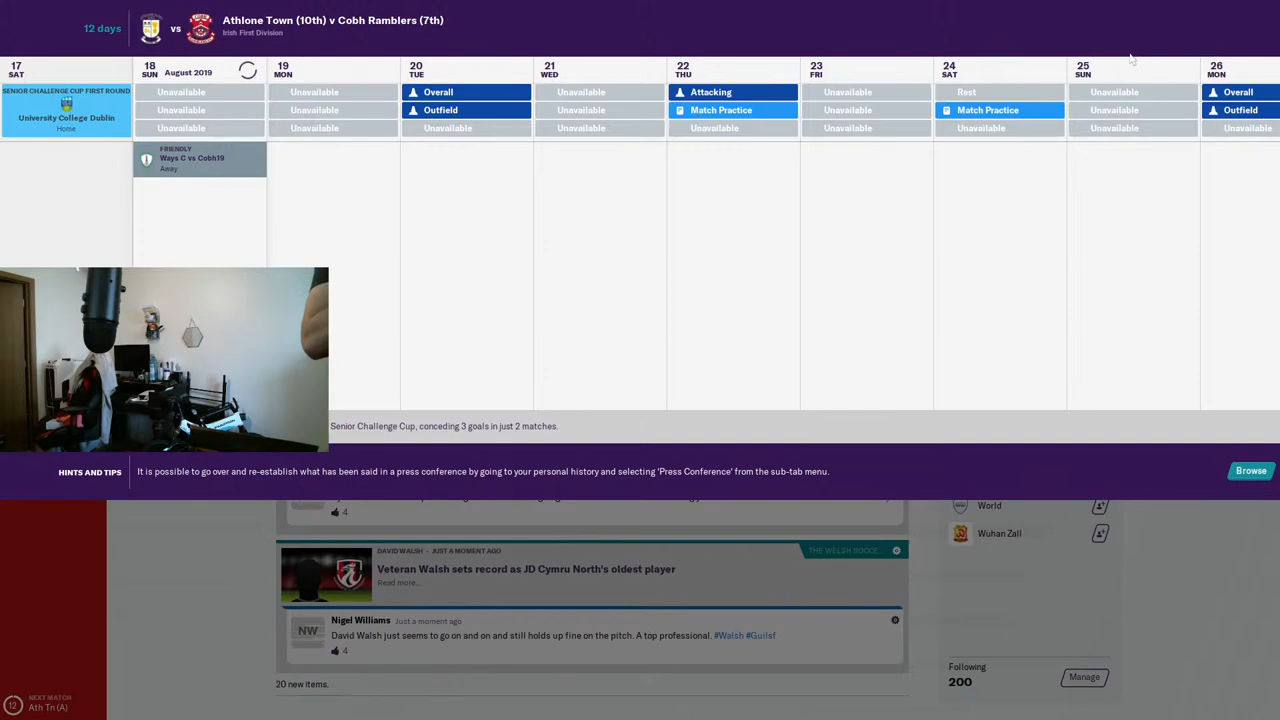 12 days
vs
Athlone Town (10th) v Cobh Ramblers (7th)
Irish First Division
17
SAT
18
SUN
August 2019
19
MON
20
TUE
21
WED
22
THU
23
FRI
24
SAT
25
SUN
26
MON
SENIOR CHALLENGE CUP FIRST ROUND
University College Dublin
Home
Unavailable
Unavailable
Unavailable
Unavailable
Unavailable
Unavailable
Overall
Outfield
Unavailable
Unavailable
Unavailable
Unavailable
Attacking
Match Practice
Unavailable
Unavailable
Unavailable
Unavailable
Rest
Match Practice
Unavailable
Unavailable
Unavailable
Unavailable
Overall
Outfield
Unavailable
FRIENDLY
Ways C vs Cobh19
Away
Senior Challenge Cup, conceding 3 goals in just 2 matches.
HINTS AND TIPS
It is possible to go over and re-establish what has been said in a press conference by going to your personal history and selecting 'Press Conference' from the sub-tab menu.
Browse
4
World
Wuhan Zall
DAVID WALSH - JUST A MOMENT AGO
THE WELSH SOCCE...
Veteran Walsh sets record as JD Cymru North's oldest player
Read more...
NW
Nigel Williams
Just a moment ago
David Walsh just seems to go on and on and still holds up fine on the pitch. A top professional. #Walsh #Guilsf
4
20 new items.
Following
200
Manage
12
NEXT MATCH
Ath Tn (A)